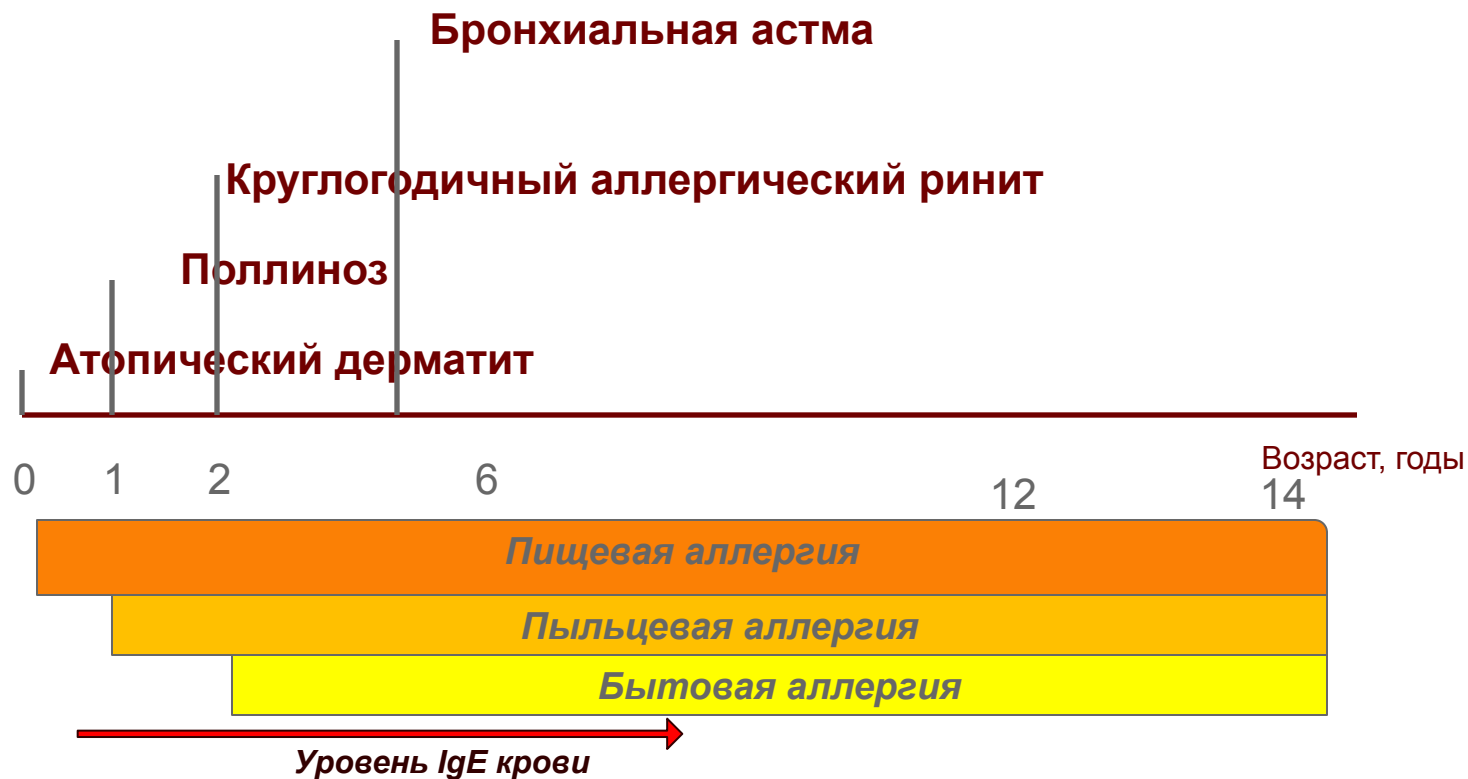 Бронхиальная астма
Круглогодичный аллергический ринит
Поллиноз
Атопический дерматит
Возраст, годы
0 1 2 6 12 14
Пищевая аллергия
Пыльцевая аллергия
Бытовая аллергия
Уровень IgE крови